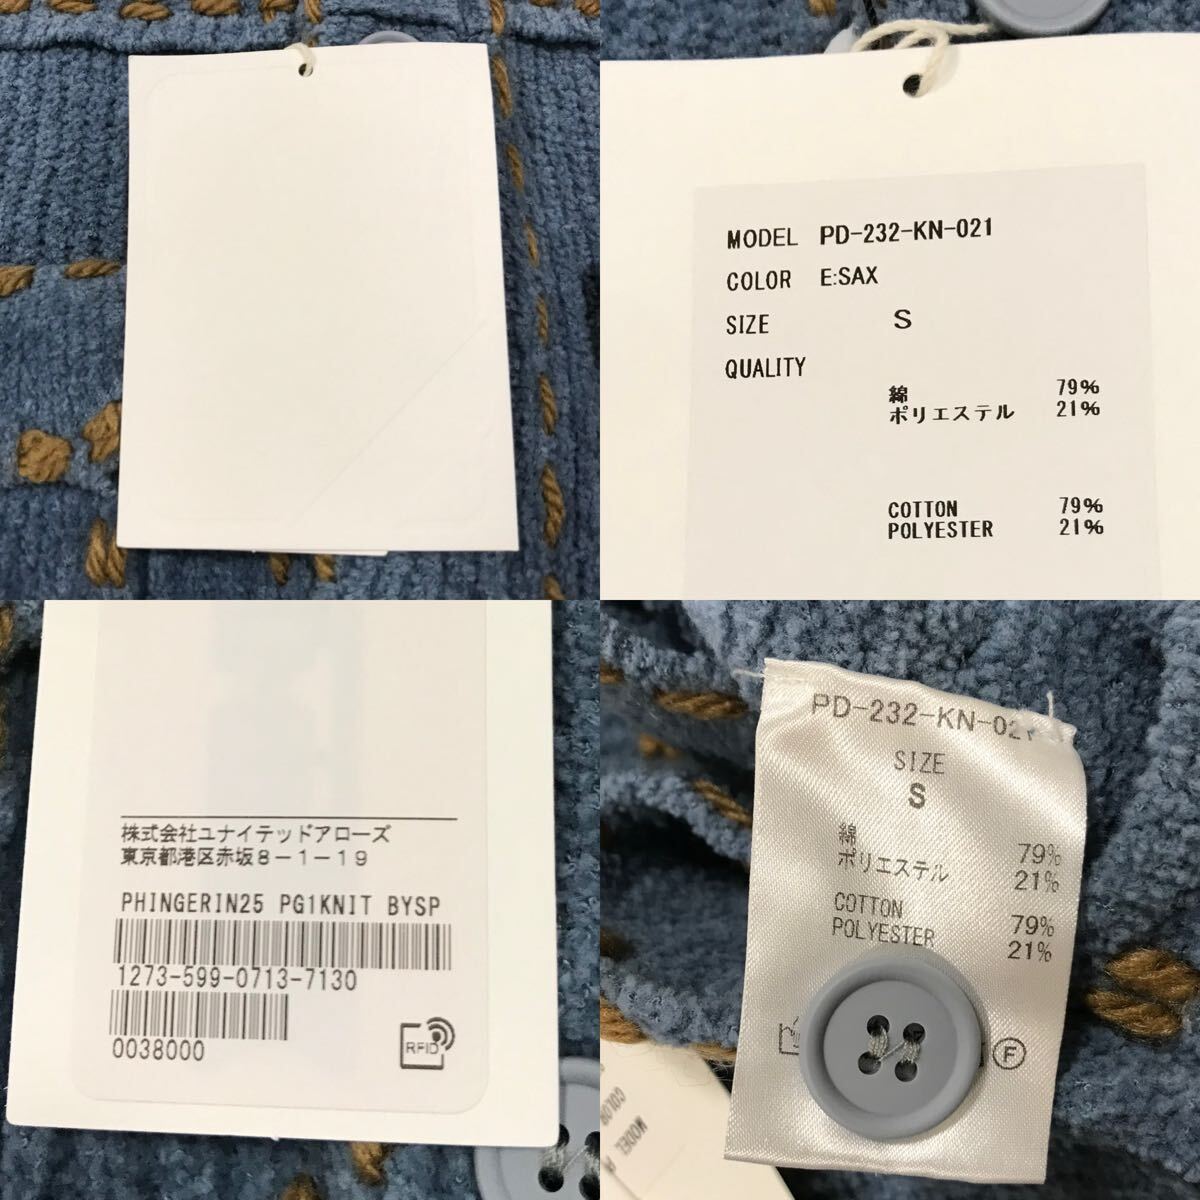 MODEL PD-232-KN-021
COLOR E:SAX
SIZE S
QUALITY
綿 79%
ポリエステル 21%
COTTON 79%
POLYESTER 21%
株式会社ユナイテッドアローズ
東京都港区赤坂8-1-19
PHINGERIN25 PG1KNIT BYSP
1273-599-0713-7130
0038000
RFID
PD-232-KN-021
SIZE
S
綿 79%
ポリエステル 21%
COTTON 79%
POLYESTER 21%
F
MODEL